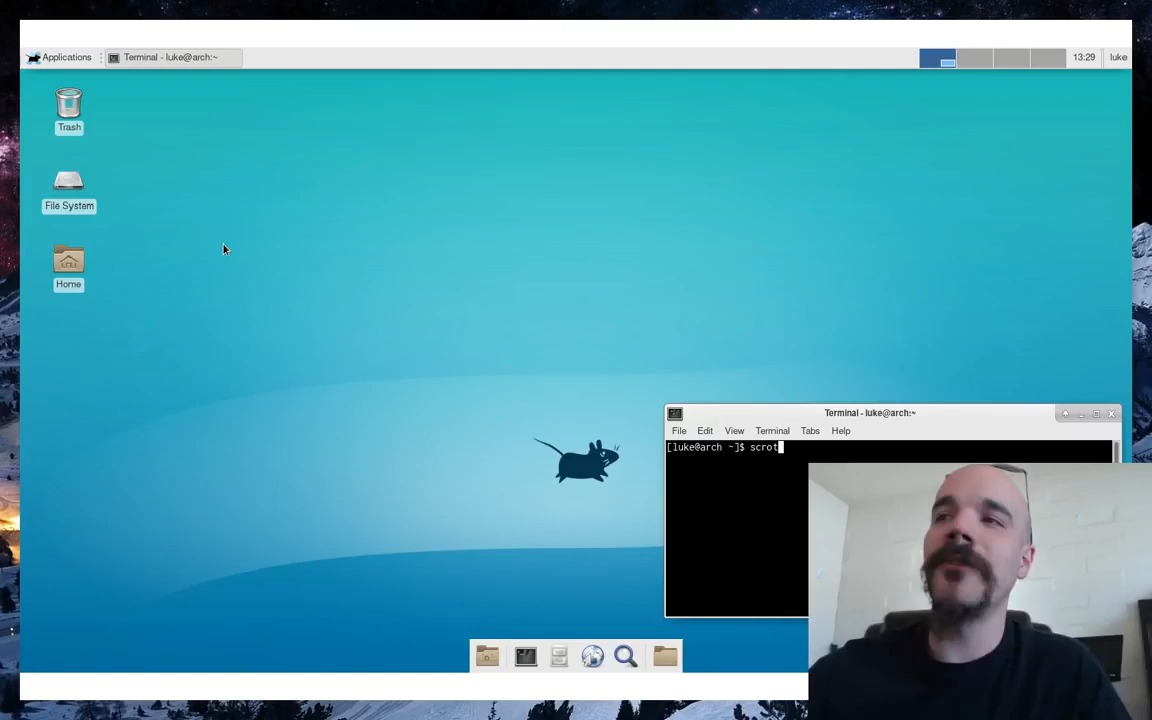 Applications
Terminal - luke@arch:~
13:29
luke
Trash
File System
Home
Terminal - luke@arch:~
File Edit View Terminal Tabs Help
[luke@arch ~]$ scrot